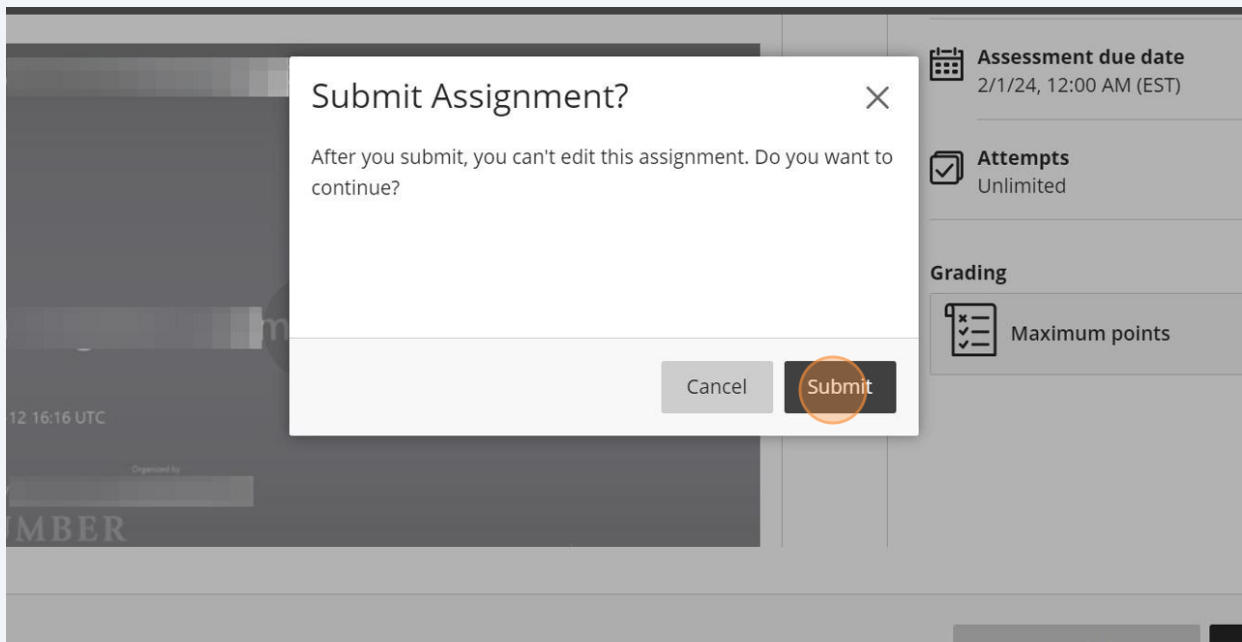 Submit Assignment?
After you submit, you can't edit this assignment. Do you want to
continue?
Cancel
Submit
Assessment due date
2/1/24, 12:00 AM (EST)
Attempts
Unlimited
Grading
Maximum points
12 16:16 UTC
Organized by
UMBER